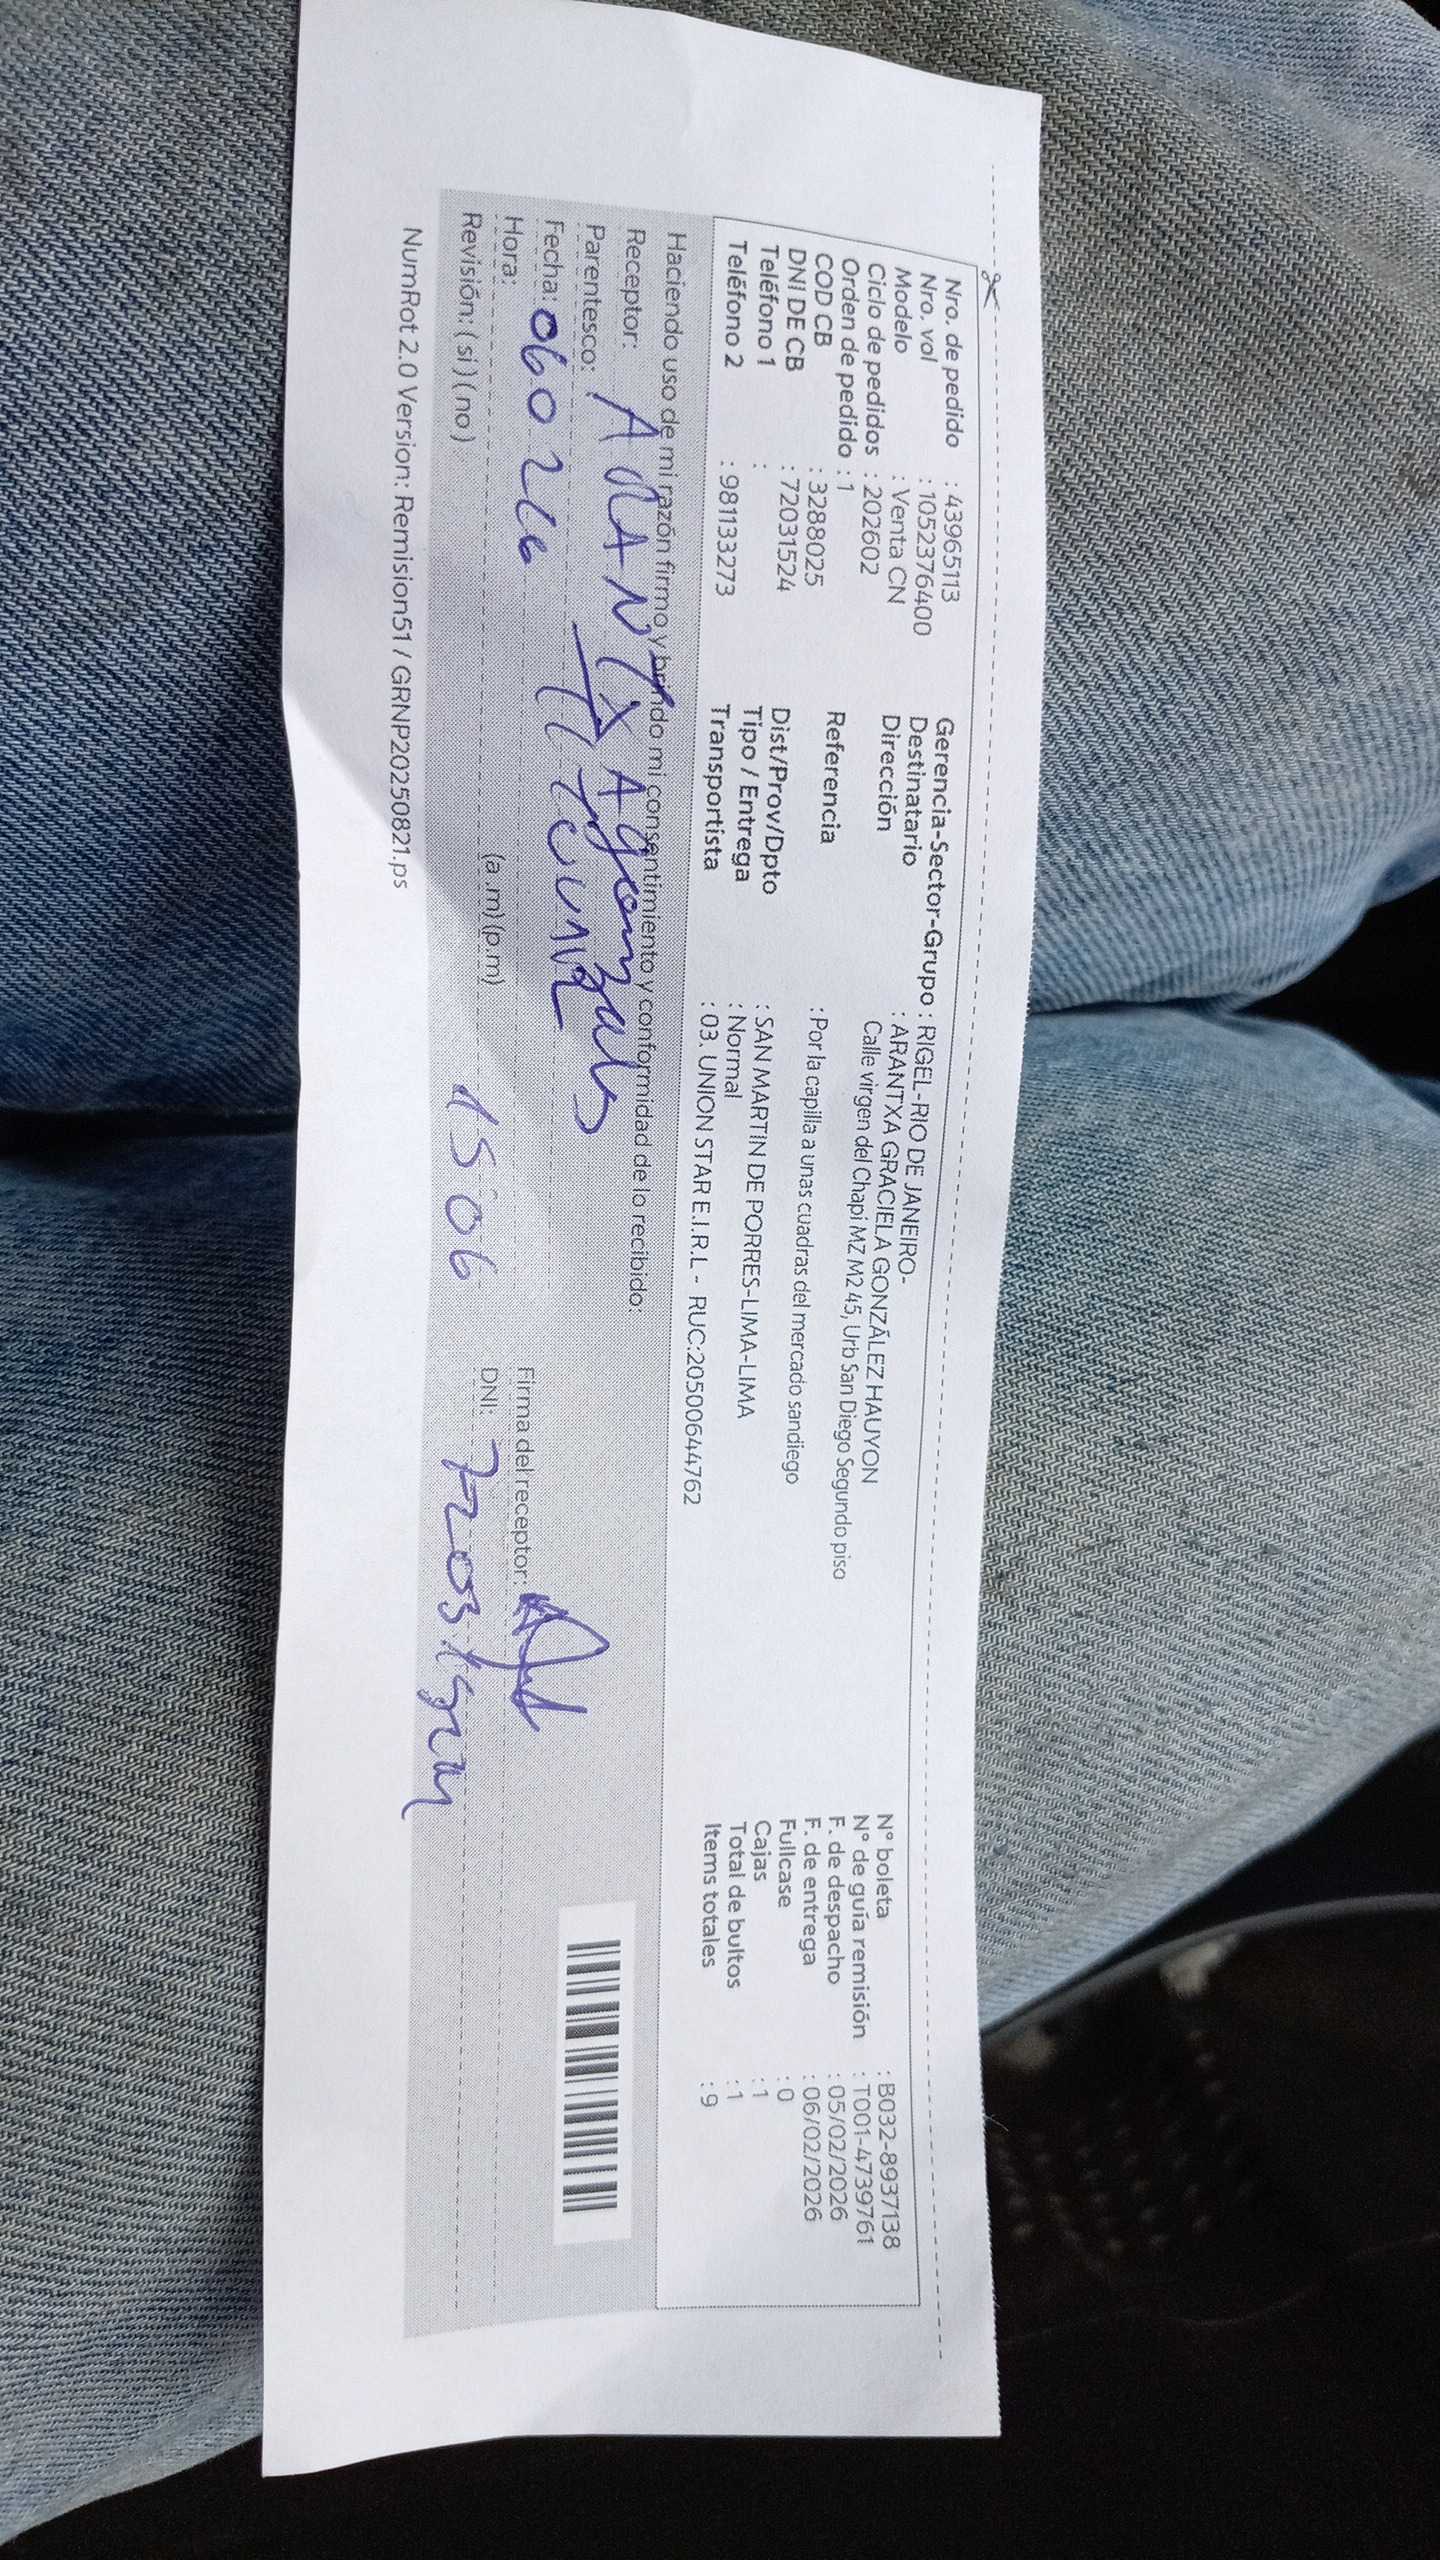 Nro. de pedido : 43965113
Nro. vol : 1052376400
Modelo : Venta CN
Ciclo de pedidos : 202602
Orden de pedido : 1
COD CB : 3288025
DNI DE CB : 72031524
Teléfono 1 :
Teléfono 2 : 981133273
Gerencia-Sector-Grupo : RIGEL-RIO DE JANEIRO-
Destinatario : ARANTXA GRACIELA GONZÁLEZ HAUYON
Dirección Calle virgen del Chapi MZ M2 45, Urb San Diego Segundo piso
Referencia : Por la capilla a unas cuadras del mercado sandiego
Dist/Prov/Dpto : SAN MARTIN DE PORRES-LIMA-LIMA
Tipo / Entrega : Normal
Transportista : 03. UNION STAR E.I.R.L - RUC:20500644762
N° boleta : B032-8937138
N° de guía remisión : T001-4739761
F. de despacho : 05/02/2026
F. de entrega : 06/02/2026
Fullcase : 0
Cajas : 1
Total de bultos : 1
Items totales : 9
Haciendo uso de mi razón firmo y brindo mi consentimiento y conformidad de lo recibido:
Receptor:
Parentesco:
Fecha: 060226
Hora: (a.m)(p.m) 1506
Revisión: (si) (no)
Firma del receptor:
DNI:
NumRot 2.0 Version: Remision51 / GRNP20250821.ps